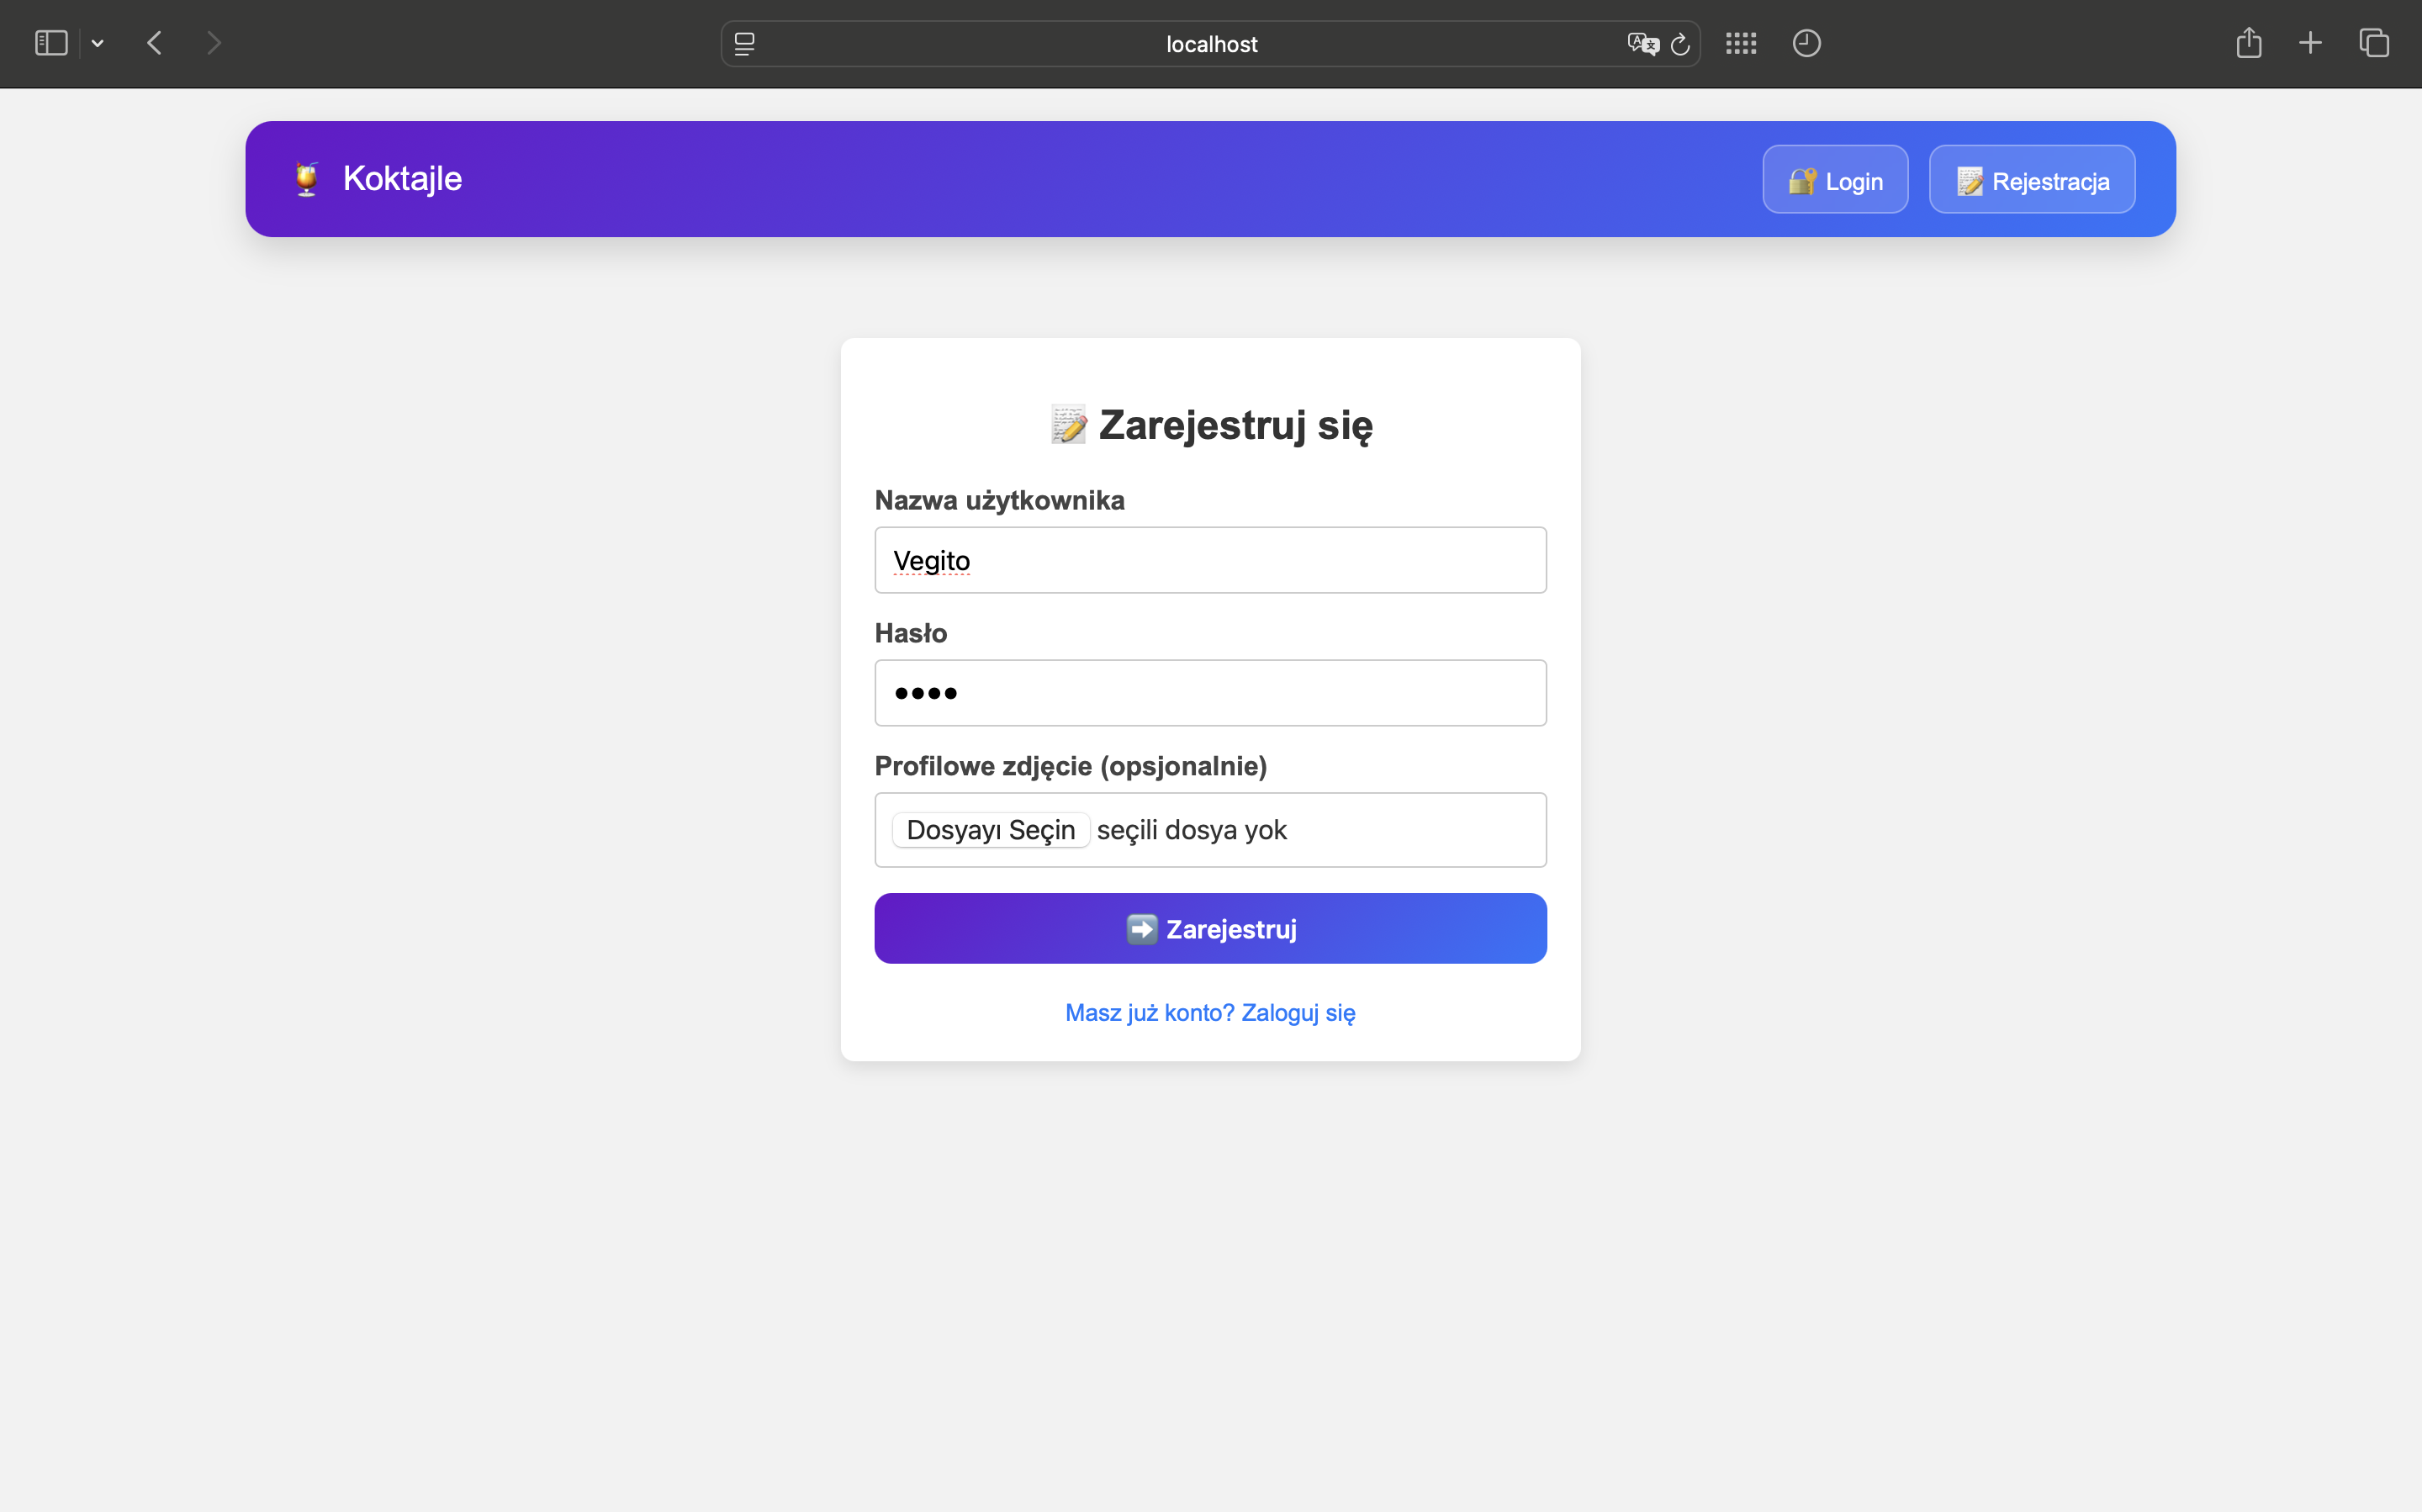 localhost
Koktajle
Login
Rejestracja
Zarejestruj się
Nazwa użytkownika
Vegito
Hasło
••••
Profilowe zdjęcie (opsjonalnie)
Dosyayı Seçin seçili dosya yok
Zarejestruj
Masz już konto? Zaloguj się